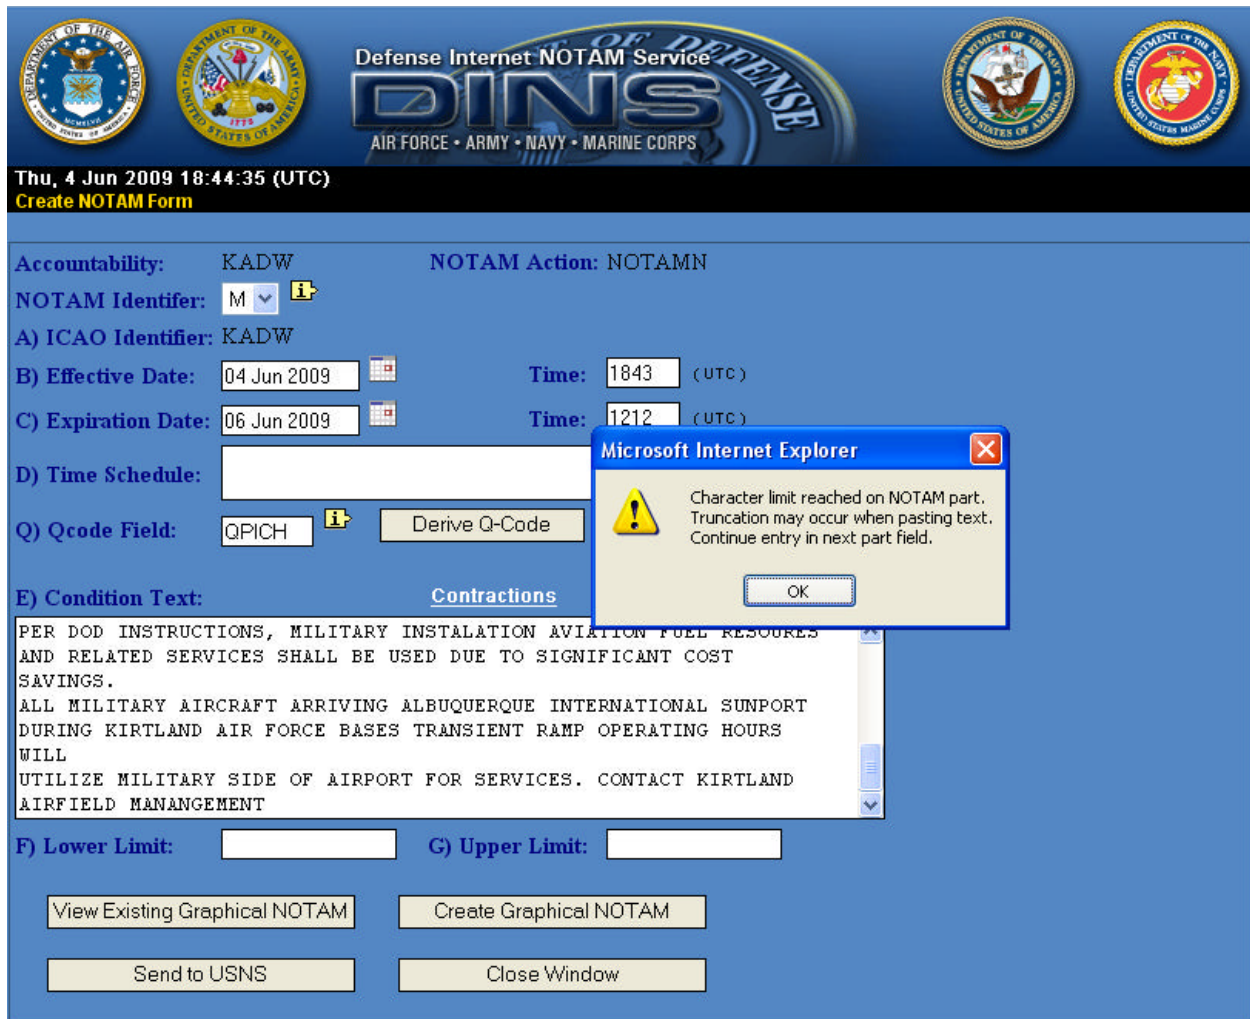 Defense Internet NOTAM Service
DINS
AIR FORCE • ARMY • NAVY • MARINE CORPS
OF DEFENSE
Thu, 4 Jun 2009 18:44:35 (UTC)
Create NOTAM Form
Accountability: KADW NOTAM Action: NOTAMN
NOTAM Identifer: M
A) ICAO Identifier: KADW
B) Effective Date: 04 Jun 2009 Time: 1843 (UTC)
C) Expiration Date: 06 Jun 2009 Time: 1212 (UTC)
Microsoft Internet Explorer
D) Time Schedule:
Character limit reached on NOTAM part.
Truncation may occur when pasting text.
Continue entry in next part field.
Q) Qcode Field: QPICH Derive Q-Code
OK
E) Condition Text: Contractions
PER DOD INSTRUCTIONS, MILITARY INSTALATION AVIATION FUEL RESOURES
AND RELATED SERVICES SHALL BE USED DUE TO SIGNIFICANT COST
SAVINGS.
ALL MILITARY AIRCRAFT ARRIVING ALBUQUERQUE INTERNATIONAL SUNPORT
DURING KIRTLAND AIR FORCE BASES TRANSIENT RAMP OPERATING HOURS
WILL
UTILIZE MILITARY SIDE OF AIRPORT FOR SERVICES. CONTACT KIRTLAND
AIRFIELD MANANGEMENT
F) Lower Limit: G) Upper Limit:
View Existing Graphical NOTAM Create Graphical NOTAM
Send to USNS Close Window